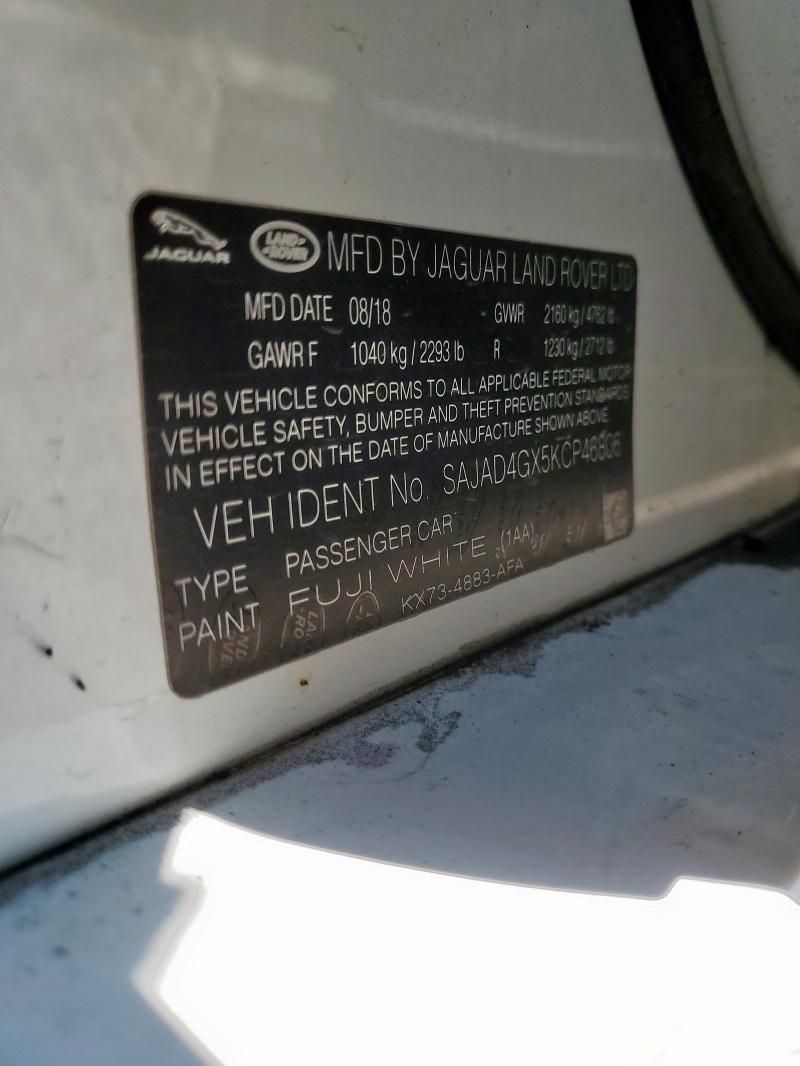 JAGUAR LAND ROVER MFD BY JAGUAR LAND ROVER LTD
MFD DATE 08/18 GVWR 2160 kg / 4762 lb
GAWR F 1040 kg / 2293 lb R 1230 kg / 2712 lb
THIS VEHICLE CONFORMS TO ALL APPLICABLE FEDERAL MOTOR
VEHICLE SAFETY, BUMPER AND THEFT PREVENTION STANDARDS
IN EFFECT ON THE DATE OF MANUFACTURE SHOWN ABOVE
VEH IDENT No. SAJAD4GX5KCP46806
TYPE PASSENGER CAR
PAINT FUJI WHITE (1AA)
KX73-4883-AFA